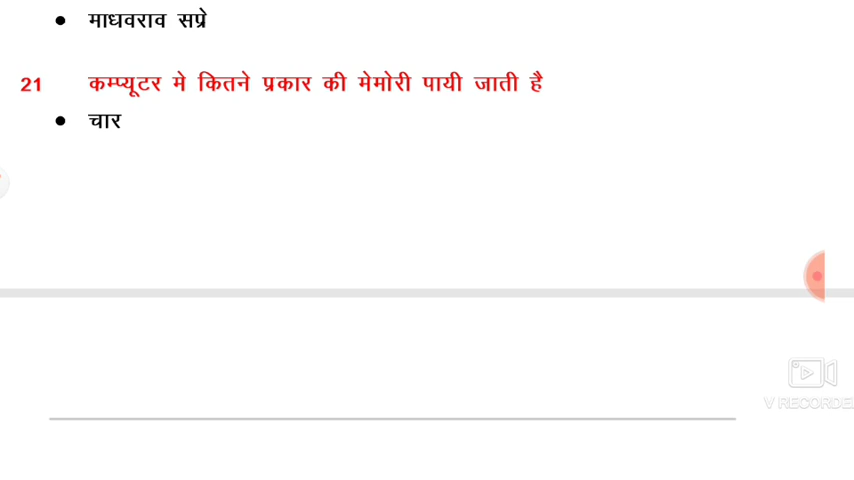 • माधवराव सप्रे
21 कम्प्यूटर मे कितने प्रकार की मेमोरी पायी जाती है
• चार
V RECORDE